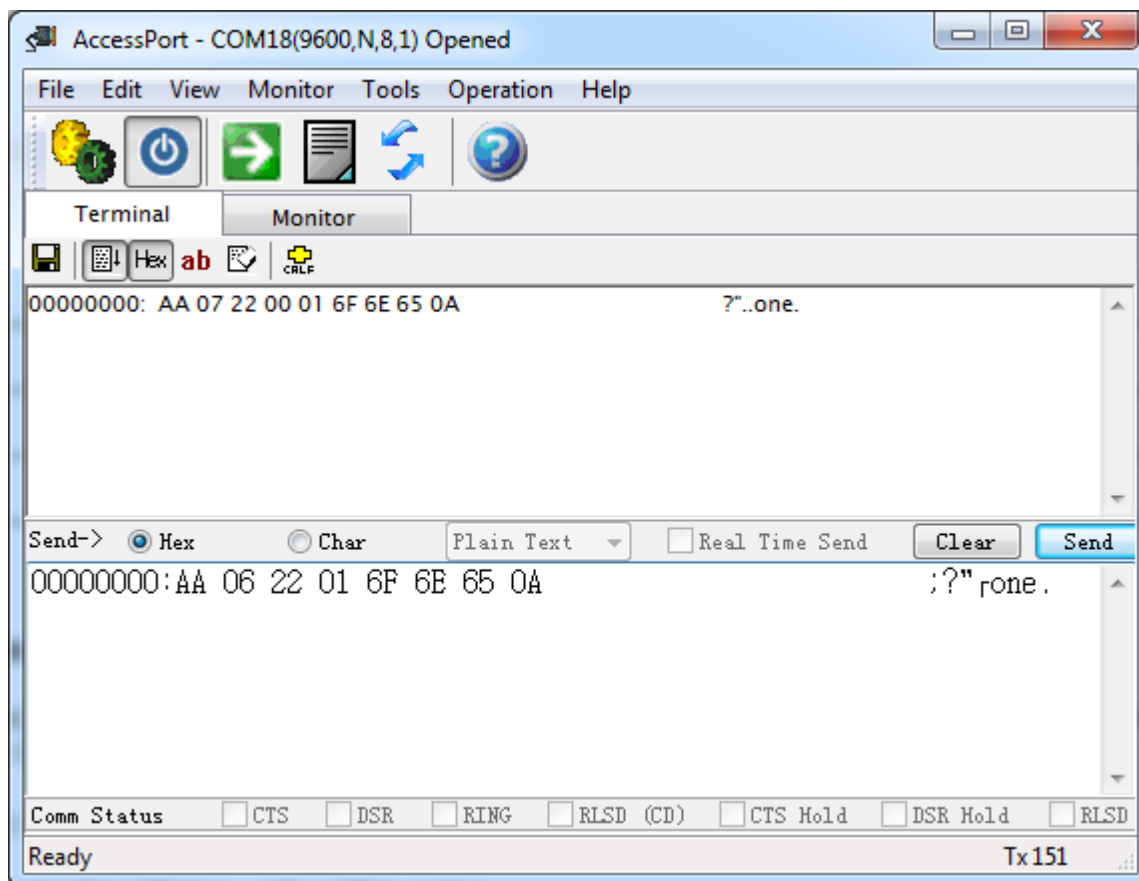 AccessPort - COM18(9600,N,8,1) Opened
File Edit View Monitor Tools Operation Help
Terminal Monitor
Hex ab CRLF
00000000: AA 07 22 00 01 6F 6E 65 0A ?"..one.
Send-> Hex Char Plain Text Real Time Send Clear Send
00000000:AA 06 22 01 6F 6E 65 0A ;?"┌one.
Comm Status CTS DSR RING RLSD (CD) CTS Hold DSR Hold RLSD
Ready Tx 151